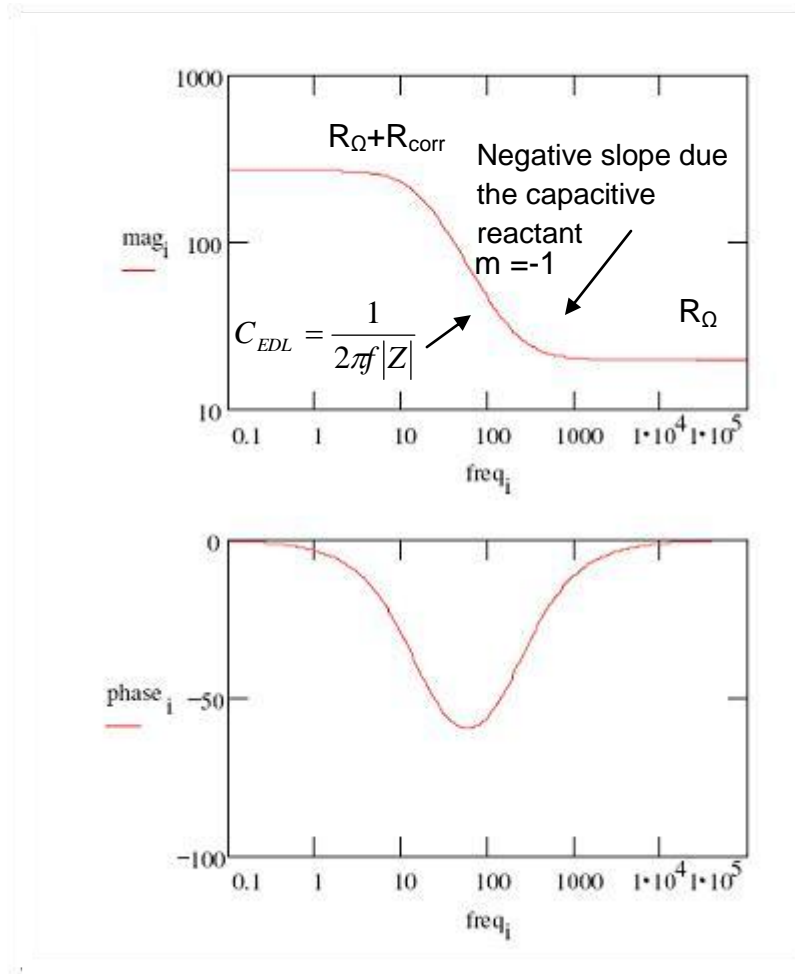 1000
R_Ω+R_corr
Negative slope due
the capacitive
reactant
m =-1
mag_i
100
C_EDL = 1 / 2πf|Z|
R_Ω
10
0.1 1 10 100 1000 1•10^4 1•10^5
freq_i
0
phase_i
−50
−100
0.1 1 10 100 1000 1•10^4 1•10^5
freq_i